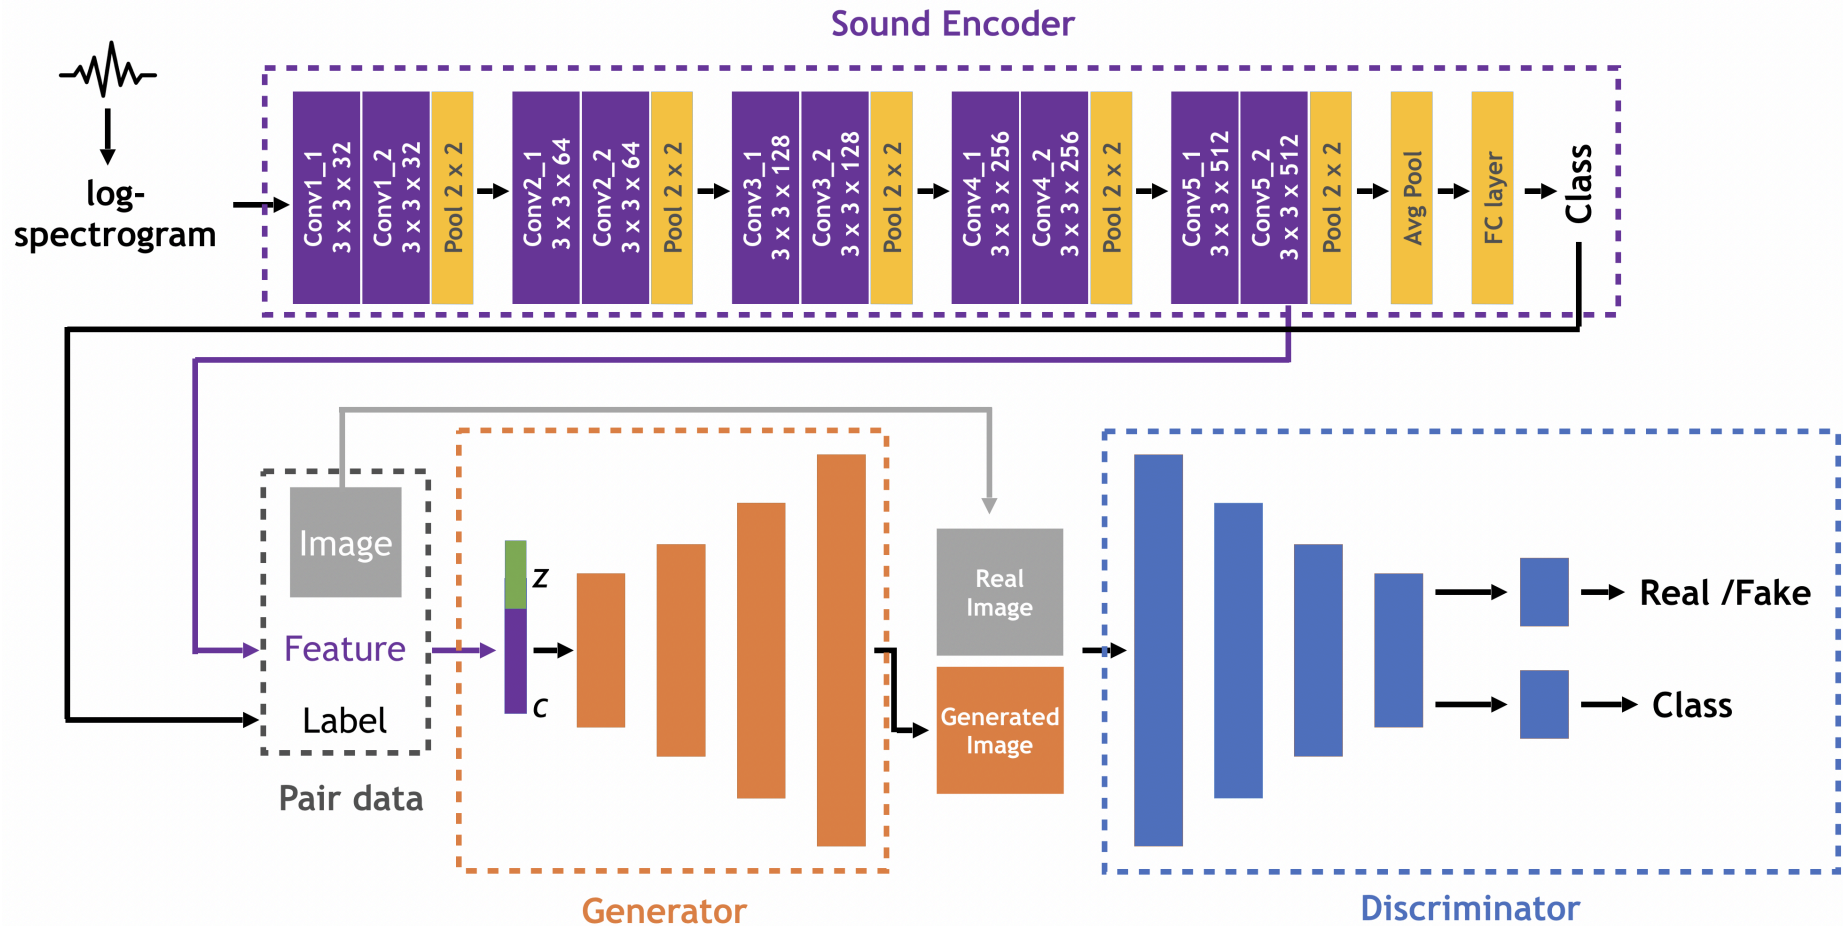 Sound Encoder
log-
spectrogram
Conv1_1
3 x 3 x 32
Conv1_2
3 x 3 x 32
Pool 2 x 2
Conv2_1
3 x 3 x 64
Conv2_2
3 x 3 x 64
Pool 2 x 2
Conv3_1
3 x 3 x 128
Conv3_2
3 x 3 x 128
Pool 2 x 2
Conv4_1
3 x 3 x 256
Conv4_2
3 x 3 x 256
Pool 2 x 2
Conv5_1
3 x 3 x 512
Conv5_2
3 x 3 x 512
Pool 2 x 2
Avg Pool
FC layer
Class
Image
Feature
Label
Pair data
z
c
Generator
Real
Image
Generated
Image
Real /Fake
Class
Discriminator